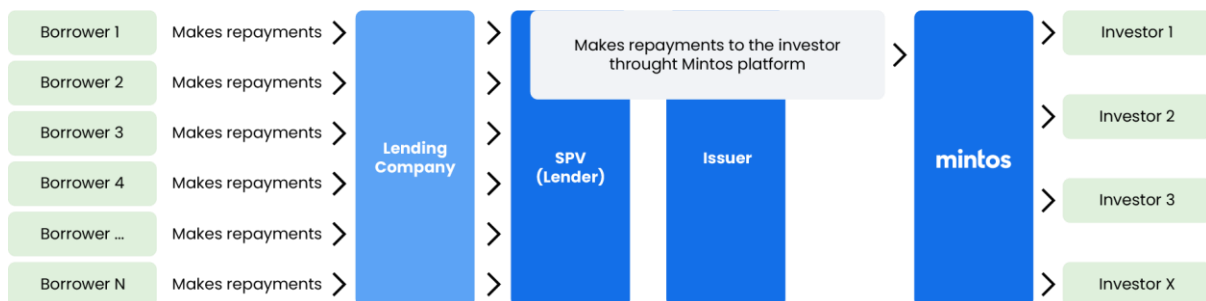 Borrower 1
Makes repayments
Borrower 2
Makes repayments
Borrower 3
Makes repayments
Borrower 4
Makes repayments
Borrower ...
Makes repayments
Borrower N
Makes repayments
Lending
Company
SPV
(Lender)
Issuer
Makes repayments to the investor
throught Mintos platform
mintos
Investor 1
Investor 2
Investor 3
Investor X